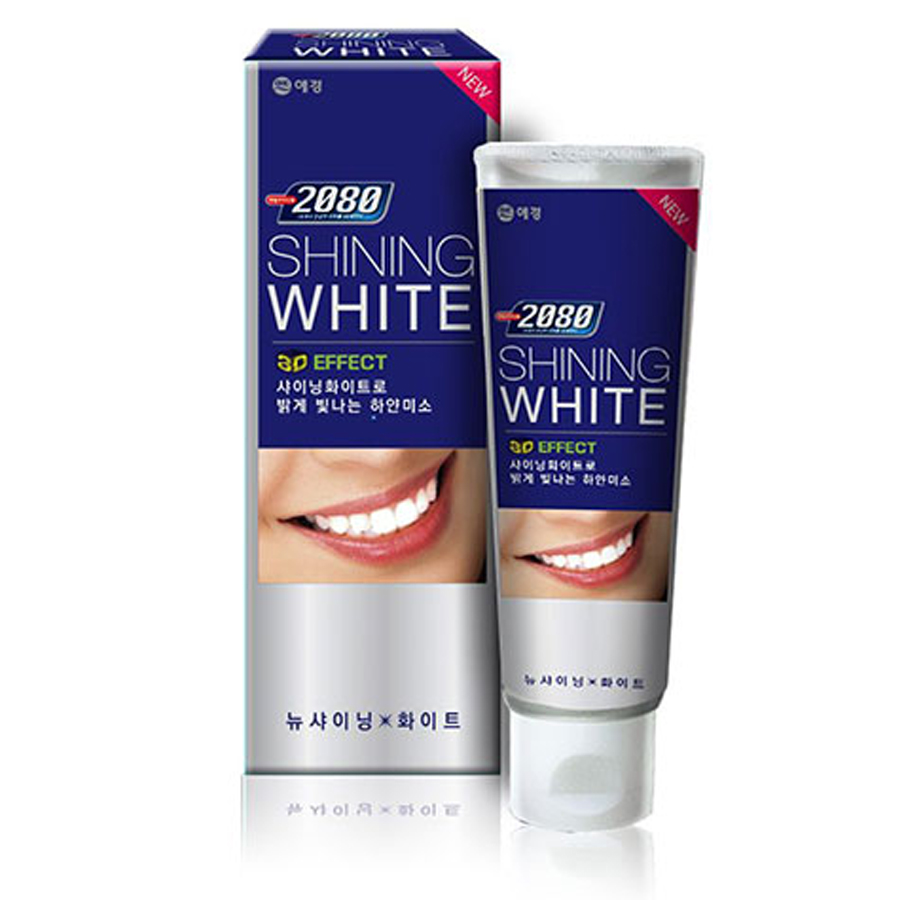 SHINING
WHITE
애경
NEW
2080
SHINING
WHITE
3D EFFECT
샤이닝화이트로
밝게 빛나는 하얀미소
뉴샤이닝 화이트
애경
NEW
2080
SHINING
WHITE
3D EFFECT
샤이닝화이트로
밝게 빛나는 하얀미소
뉴샤이닝 화이트